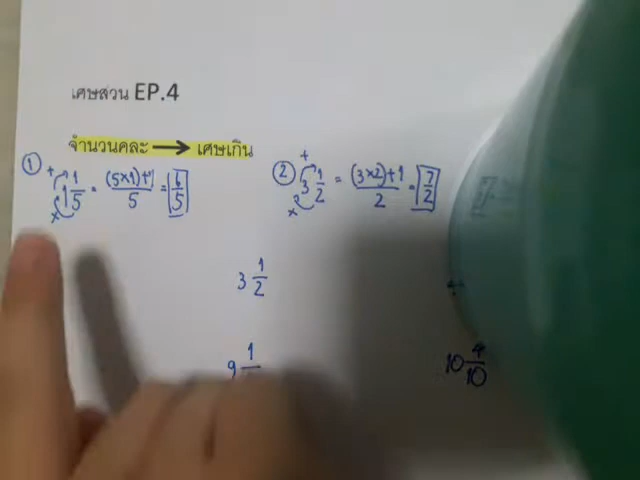 เศษส่วน EP.4
จำนวนคละ → เศษเกิน
① + × 1 1/5 = (5×1)+1/5 = 6/5
② + × 3 1/2 = (3×2)+1/2 = 7/2
3 1/2
9 1
10 4/10